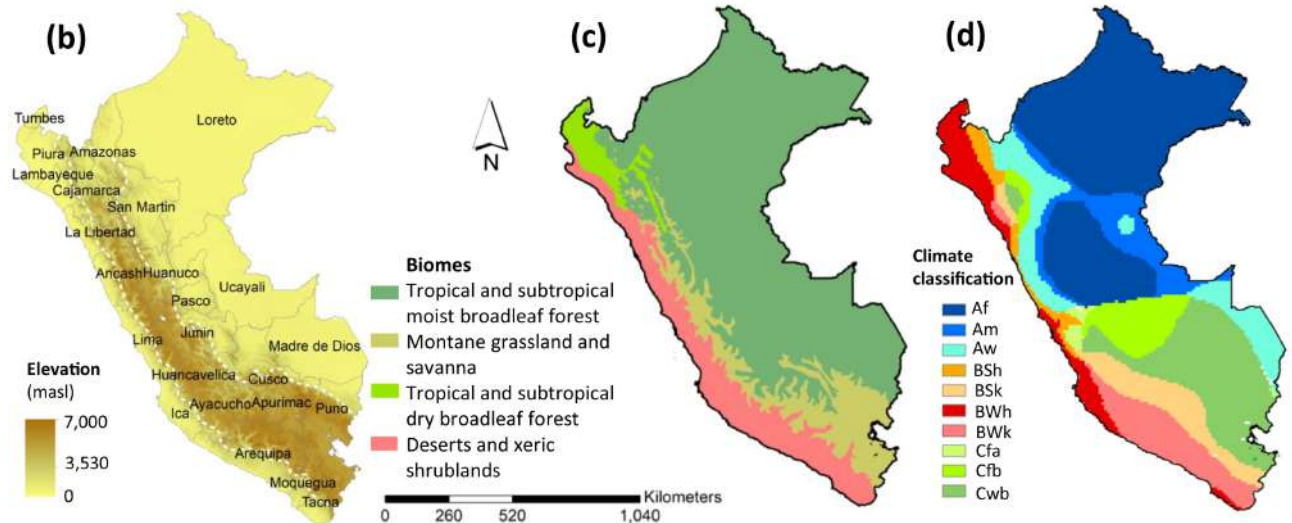 (b)
Tumbes
Loreto
Piura Amazonas
Lambayeque
Cajamarca
San Martin
La Libertad
Ancash Huanuco
Ucayali
Pasco
Lima Junin
Madre de Dios
Huancavelica Cusco
Ica Ayacucho Apurimac Puno
Arequipa
Moquegua
Tacna
Elevation
(masl)
7,000
3,530
0
N
(c)
Biomes
Tropical and subtropical
moist broadleaf forest
Montane grassland and
savanna
Tropical and subtropical
dry broadleaf forest
Deserts and xeric
shrublands
Kilometers
0 260 520 1,040
(d)
Climate
classification
Af
Am
Aw
BSh
BSk
BWh
BWk
Cfa
Cfb
Cwb